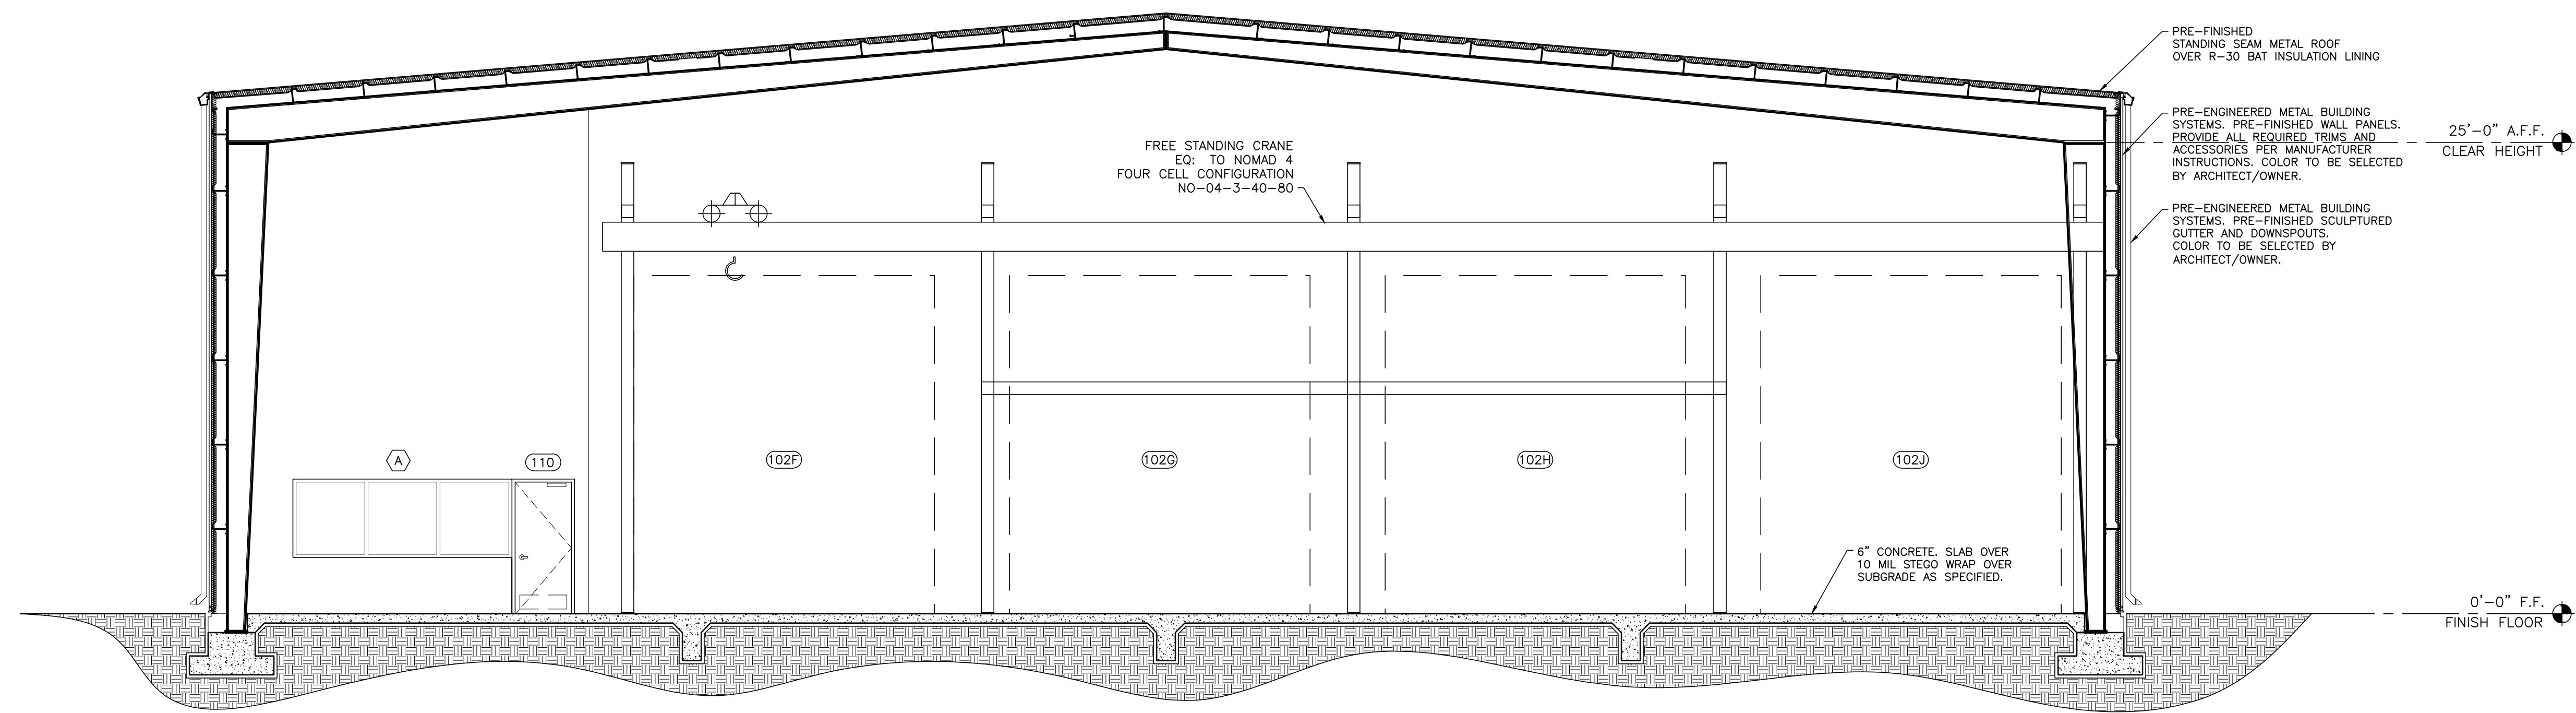 PRE-FINISHED
STANDING SEAM METAL ROOF
OVER R-30 BAT INSULATION LINING
PRE-ENGINEERED METAL BUILDING
SYSTEMS. PRE-FINISHED WALL PANELS.
PROVIDE ALL REQUIRED TRIMS AND
ACCESSORIES PER MANUFACTURER
INSTRUCTIONS. COLOR TO BE SELECTED
BY ARCHITECT/OWNER.
25'-0" A.F.F.
CLEAR HEIGHT
FREE STANDING CRANE
EQ: TO NOMAD 4
FOUR CELL CONFIGURATION
NO-04-3-40-80
PRE-ENGINEERED METAL BUILDING
SYSTEMS. PRE-FINISHED SCULPTURED
GUTTER AND DOWNSPOUTS.
COLOR TO BE SELECTED BY
ARCHITECT/OWNER.
A
110
102F
102G
102H
102J
6" CONCRETE. SLAB OVER
10 MIL STEGO WRAP OVER
SUBGRADE AS SPECIFIED.
0'-0" F.F.
FINISH FLOOR